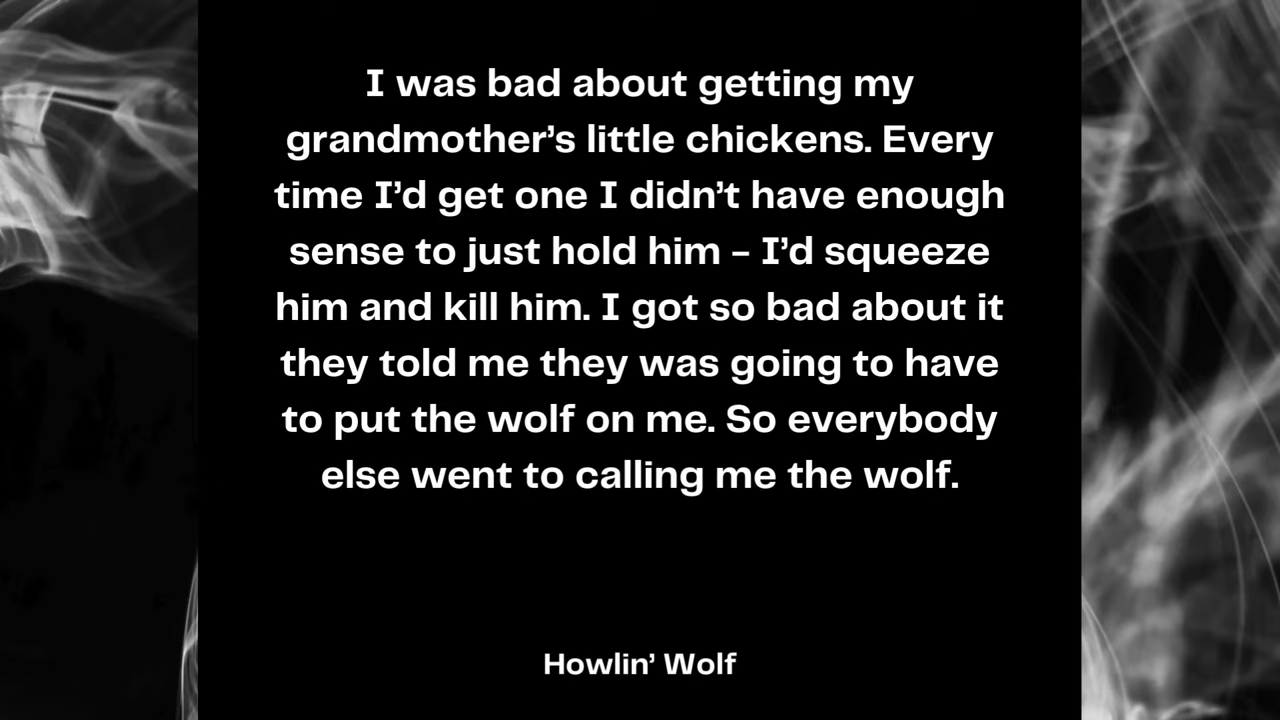 I was bad about getting my
grandmother’s little chickens. Every
time I’d get one I didn’t have enough
sense to just hold him – I’d squeeze
him and kill him. I got so bad about it
they told me they was going to have
to put the wolf on me. So everybody
else went to calling me the wolf.
Howlin’ Wolf